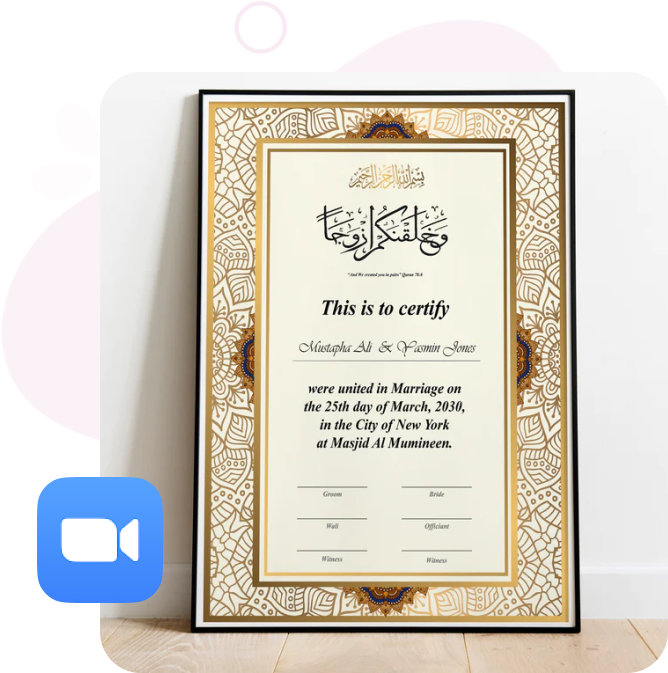 بسم الله الرحمن الرحيم
وَخَلَقْنَٰكُمْ أَزْوَٰجًا
"And We created you in pairs" Quran 78:8
This is to certify
Mustapha Ali & Yasmin Jones
were united in Marriage on
the 25th day of March, 2030,
in the City of New York
at Masjid Al Mumineen.
Groom Bride
Wali Officiant
Witness Witness